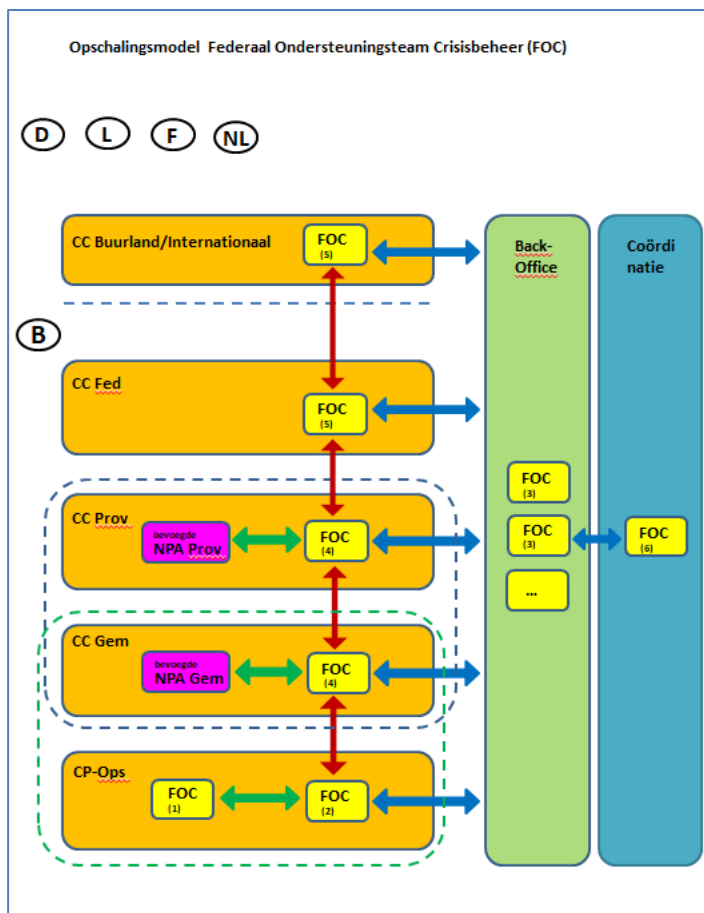 Opschalingsmodel Federaal Ondersteuningsteam Crisisbeheer (FOC)
D
L
F
NL
CC Buurland/Internationaal
FOC
(5)
Back-
Office
Coördi
natie
B
CC Fed
FOC
(5)
CC Prov
bevoegde
NPA Prov
FOC
(4)
FOC
(3)
FOC
(3)
...
FOC
(6)
CC Gem
bevoegde
NPA Gem
FOC
(4)
CP-Ops
FOC
(1)
FOC
(2)